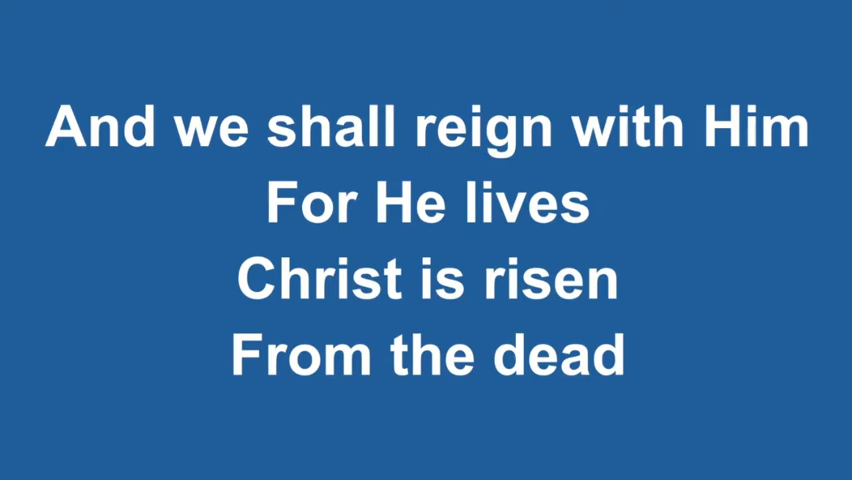 And we shall reign with Him
For He lives
Christ is risen
From the dead